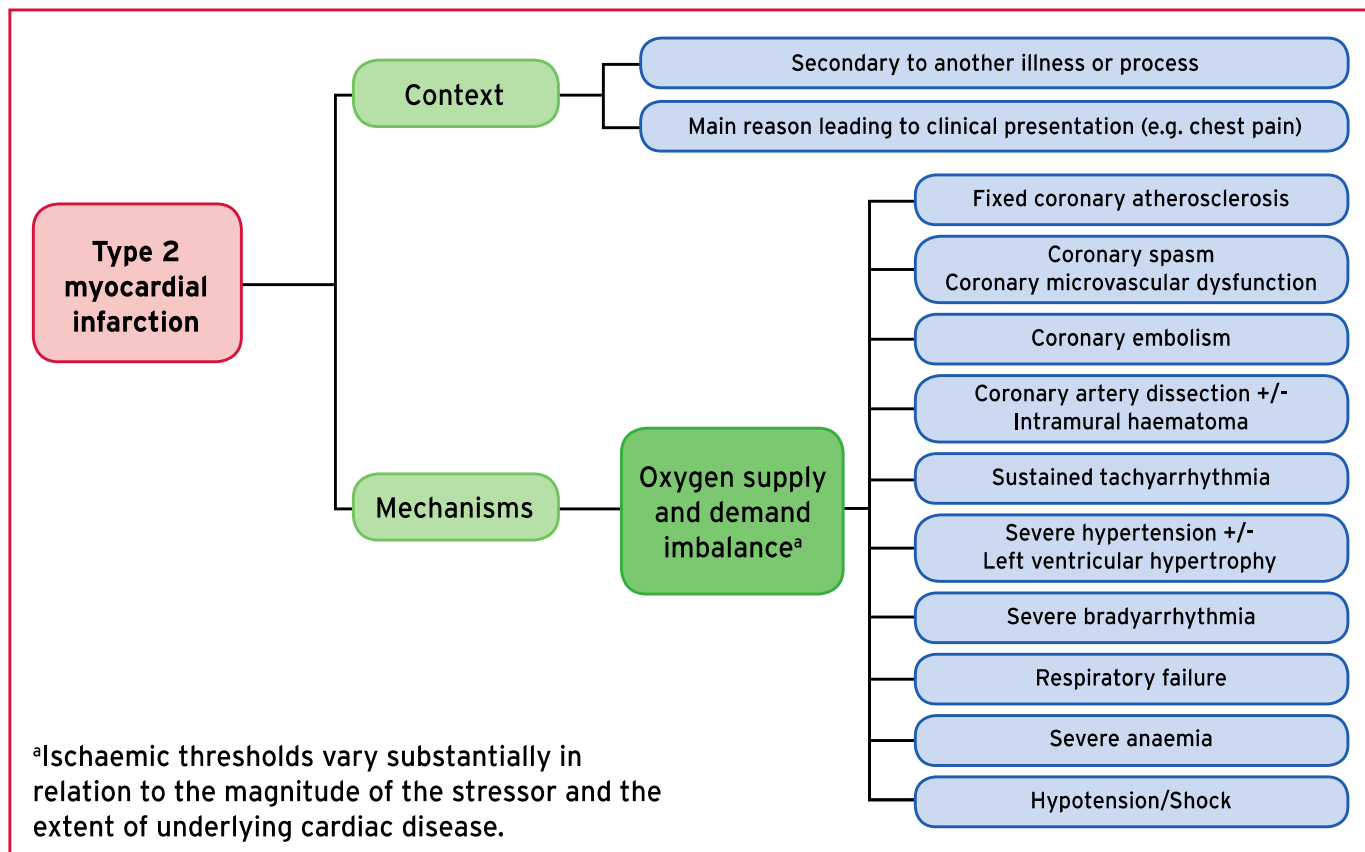 Type 2
myocardial
infarction
Context
Secondary to another illness or process
Main reason leading to clinical presentation (e.g. chest pain)
Mechanisms
Oxygen supply
and demand
imbalanceᵃ
Fixed coronary atherosclerosis
Coronary spasm
Coronary microvascular dysfunction
Coronary embolism
Coronary artery dissection +/-
Intramural haematoma
Sustained tachyarrhythmia
Severe hypertension +/-
Left ventricular hypertrophy
Severe bradyarrhythmia
Respiratory failure
Severe anaemia
Hypotension/Shock
ᵃIschaemic thresholds vary substantially in
relation to the magnitude of the stressor and the
extent of underlying cardiac disease.